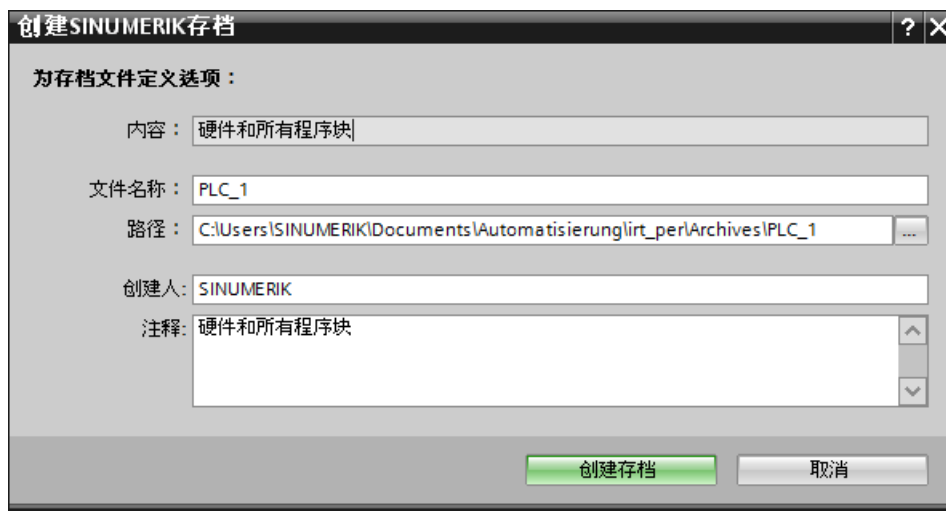 创建SINUMERIK存档 ? X
为存档文件定义选项：
内容： 硬件和所有程序块
文件名称： PLC_1
路径： C:\Users\SINUMERIK\Documents\Automatisierung\irt_per\Archives\PLC_1 ...
创建人: SINUMERIK
注释: 硬件和所有程序块
创建存档 取消